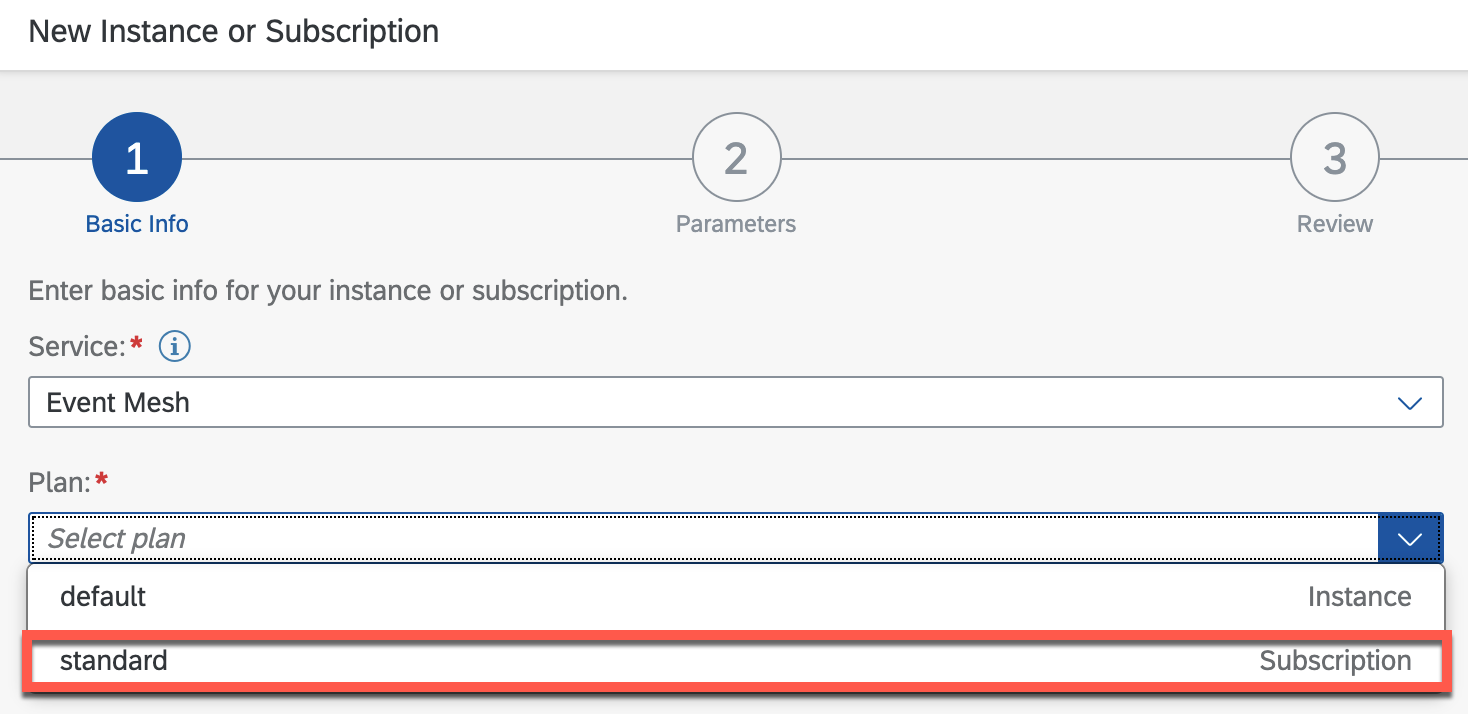 New Instance or Subscription
1
2
3
Basic Info
Parameters
Review
Enter basic info for your instance or subscription.
Service:* i
Event Mesh
Plan:*
Select plan
default Instance
standard Subscription